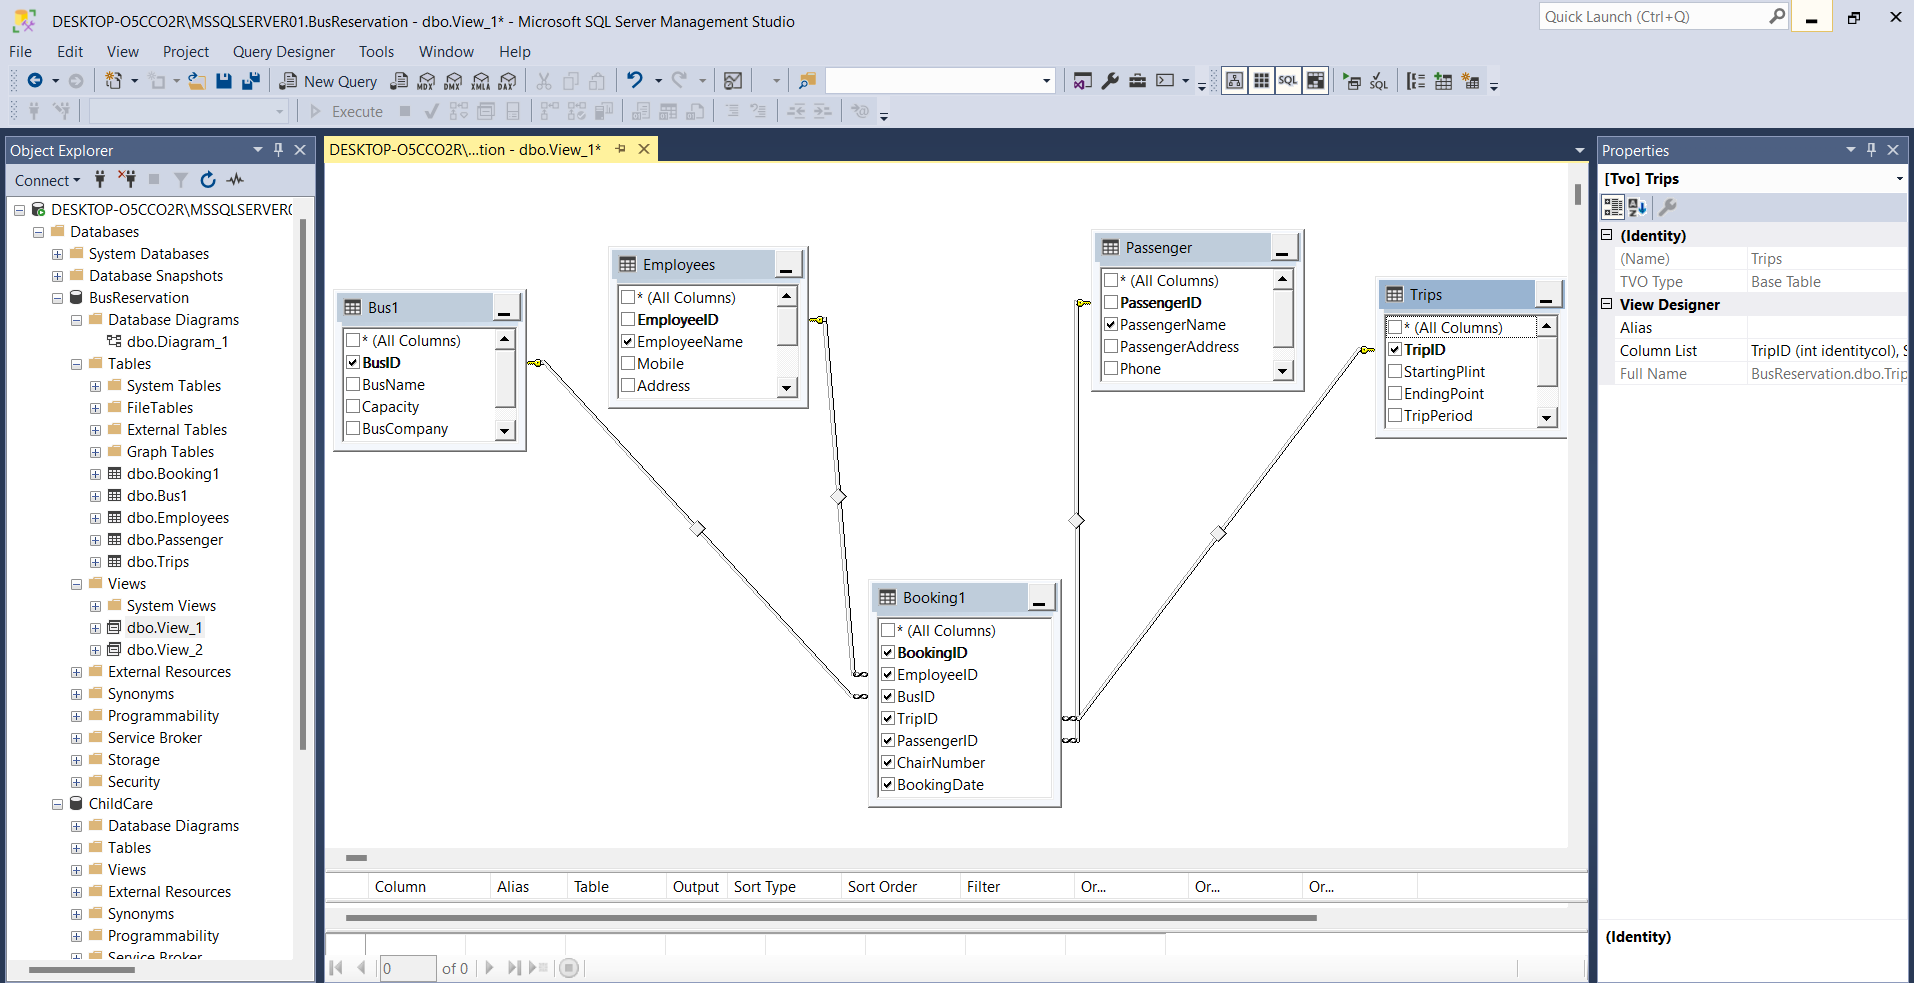 DESKTOP-O5CCO2R\MSSQLSERVER01.BusReservation - dbo.View_1* - Microsoft SQL Server Management Studio
Quick Launch (Ctrl+Q)
File Edit View Project Query Designer Tools Window Help
New Query MDX DMX XMLA DAX SQL SQL
Execute
Object Explorer
Connect
DESKTOP-O5CCO2R\MSSQLSERVER0
Databases
System Databases
Database Snapshots
BusReservation
Database Diagrams
dbo.Diagram_1
Tables
System Tables
FileTables
External Tables
Graph Tables
dbo.Booking1
dbo.Bus1
dbo.Employees
dbo.Passenger
dbo.Trips
Views
System Views
dbo.View_1
dbo.View_2
External Resources
Synonyms
Programmability
Service Broker
Storage
Security
ChildCare
Database Diagrams
Tables
Views
External Resources
Synonyms
Programmability
Service Broker
DESKTOP-O5CCO2R\...tion - dbo.View_1*
Bus1
* (All Columns)
BusID
BusName
Capacity
BusCompany
Employees
* (All Columns)
EmployeeID
EmployeeName
Mobile
Address
Passenger
* (All Columns)
PassengerID
PassengerName
PassengerAddress
Phone
Trips
* (All Columns)
TripID
StartingPlint
EndingPoint
TripPeriod
Booking1
* (All Columns)
BookingID
EmployeeID
BusID
TripID
PassengerID
ChairNumber
BookingDate
Column Alias Table Output Sort Type Sort Order Filter Or... Or... Or...
0 of 0
Properties
[Tvo] Trips
(Identity)
(Name) Trips
TVO Type Base Table
View Designer
Alias
Column List TripID (int identitycol), S
Full Name BusReservation.dbo.Trip
(Identity)